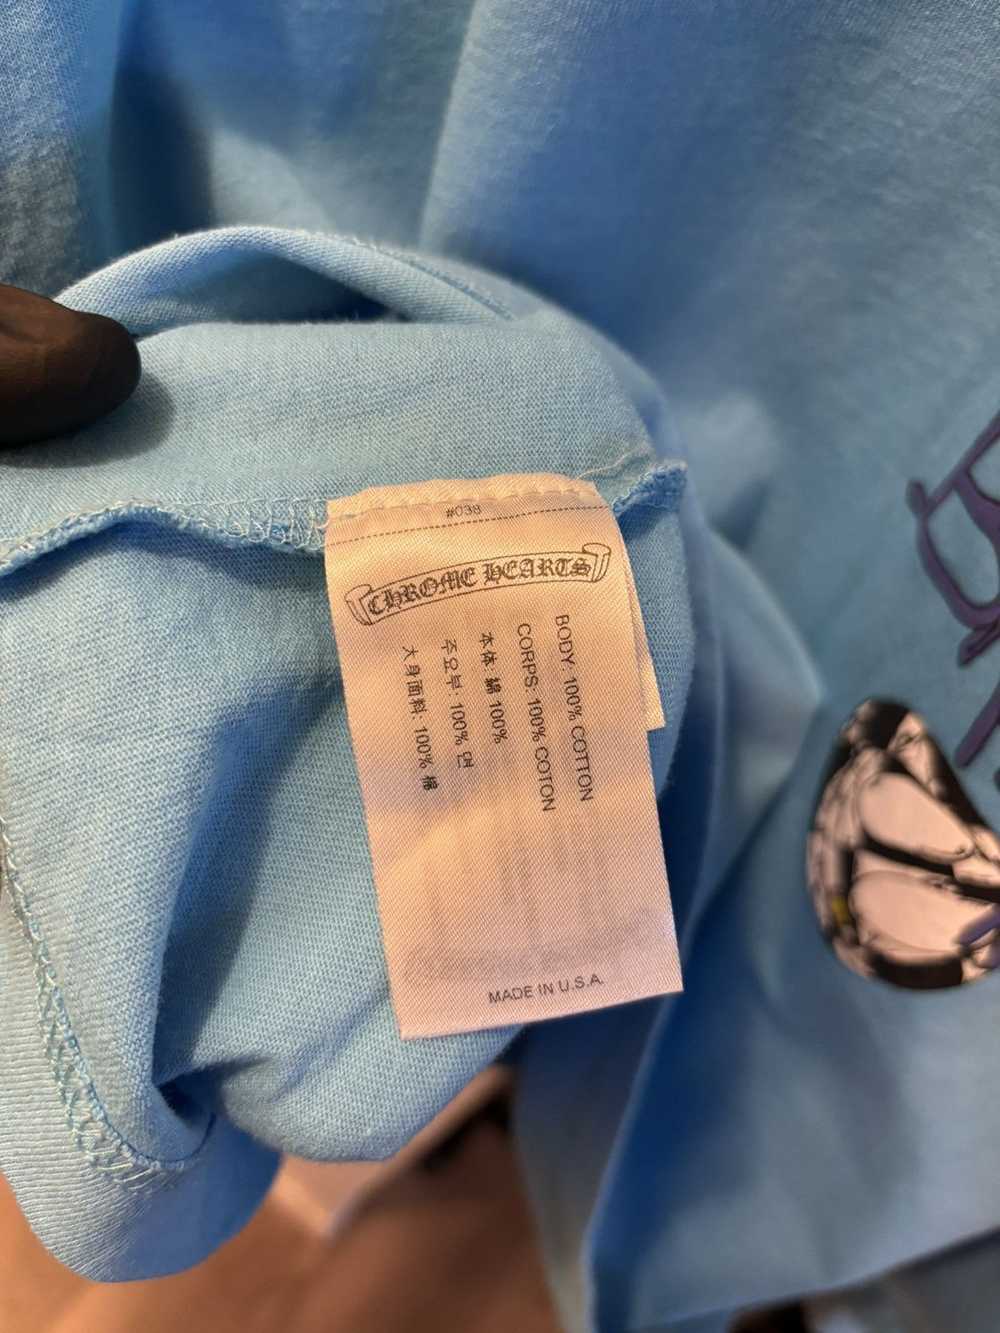 #038
CHROME HEARTS
BODY: 100% COTTON
CORPS: 100% COTON
本体: 綿 100%
주요부: 100% 면
大身面料: 100% 棉
MADE IN U.S.A.